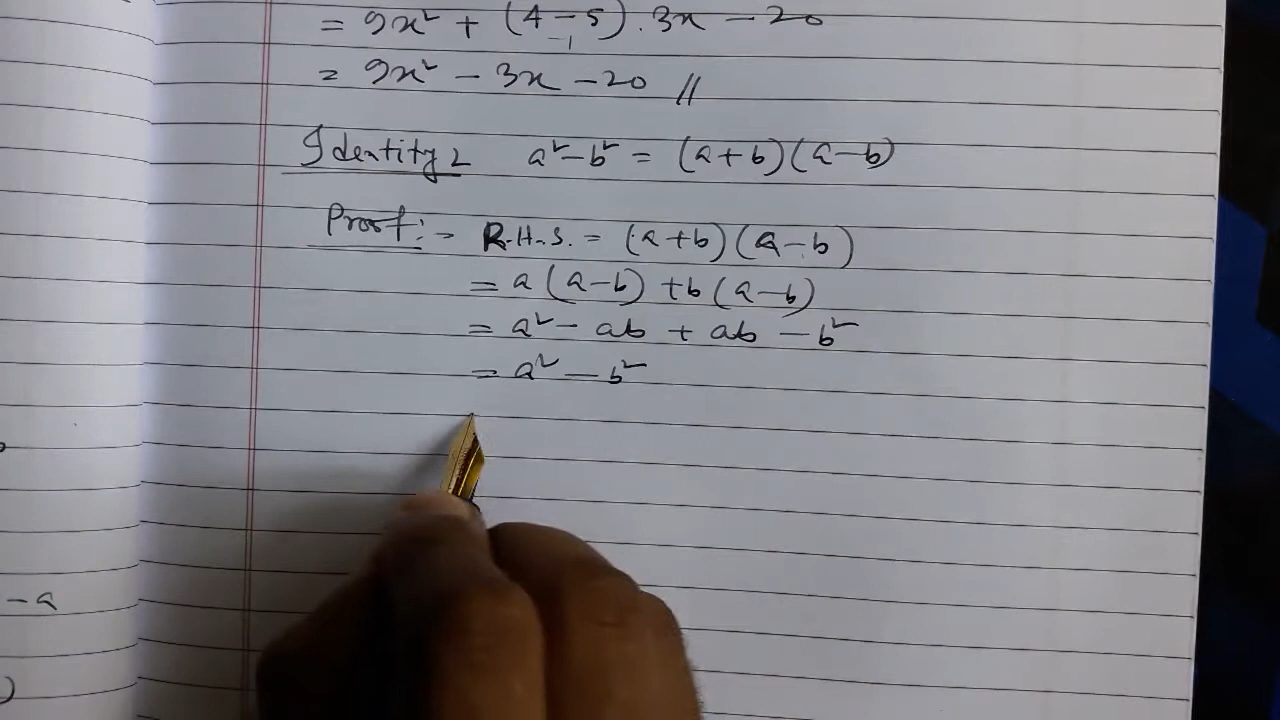 = 9x² + (4 - 5) . 3x - 20
-1
= 9x² - 3x - 20 //
Identity 2 a² - b² = (a + b)(a - b)
Proof :- R.H.S. = (a + b)(a - b)
= a(a - b) + b(a - b)
= a² - ab + ab - b²
= a² - b²
- a
)